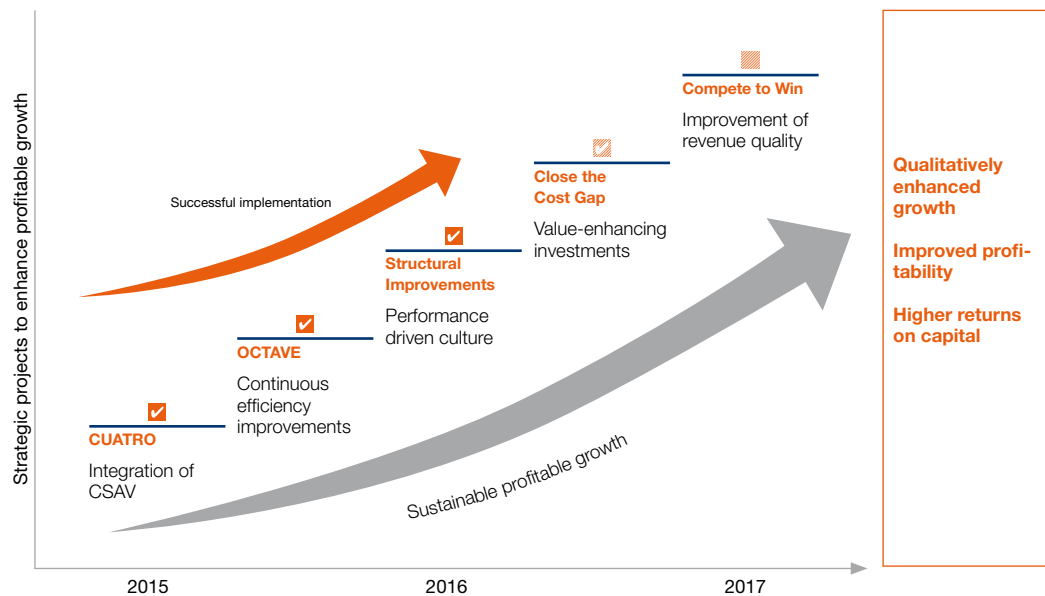 Strategic projects to enhance profitable growth
Successful implementation
CUATRO
Integration of
CSAV
OCTAVE
Continuous
efficiency
improvements
Structural
Improvements
Performance
driven culture
Close the
Cost Gap
Value-enhancing
investments
Compete to Win
Improvement of
revenue quality
Sustainable profitable growth
Qualitatively
enhanced
growth
Improved profi-
tability
Higher returns
on capital
2015
2016
2017